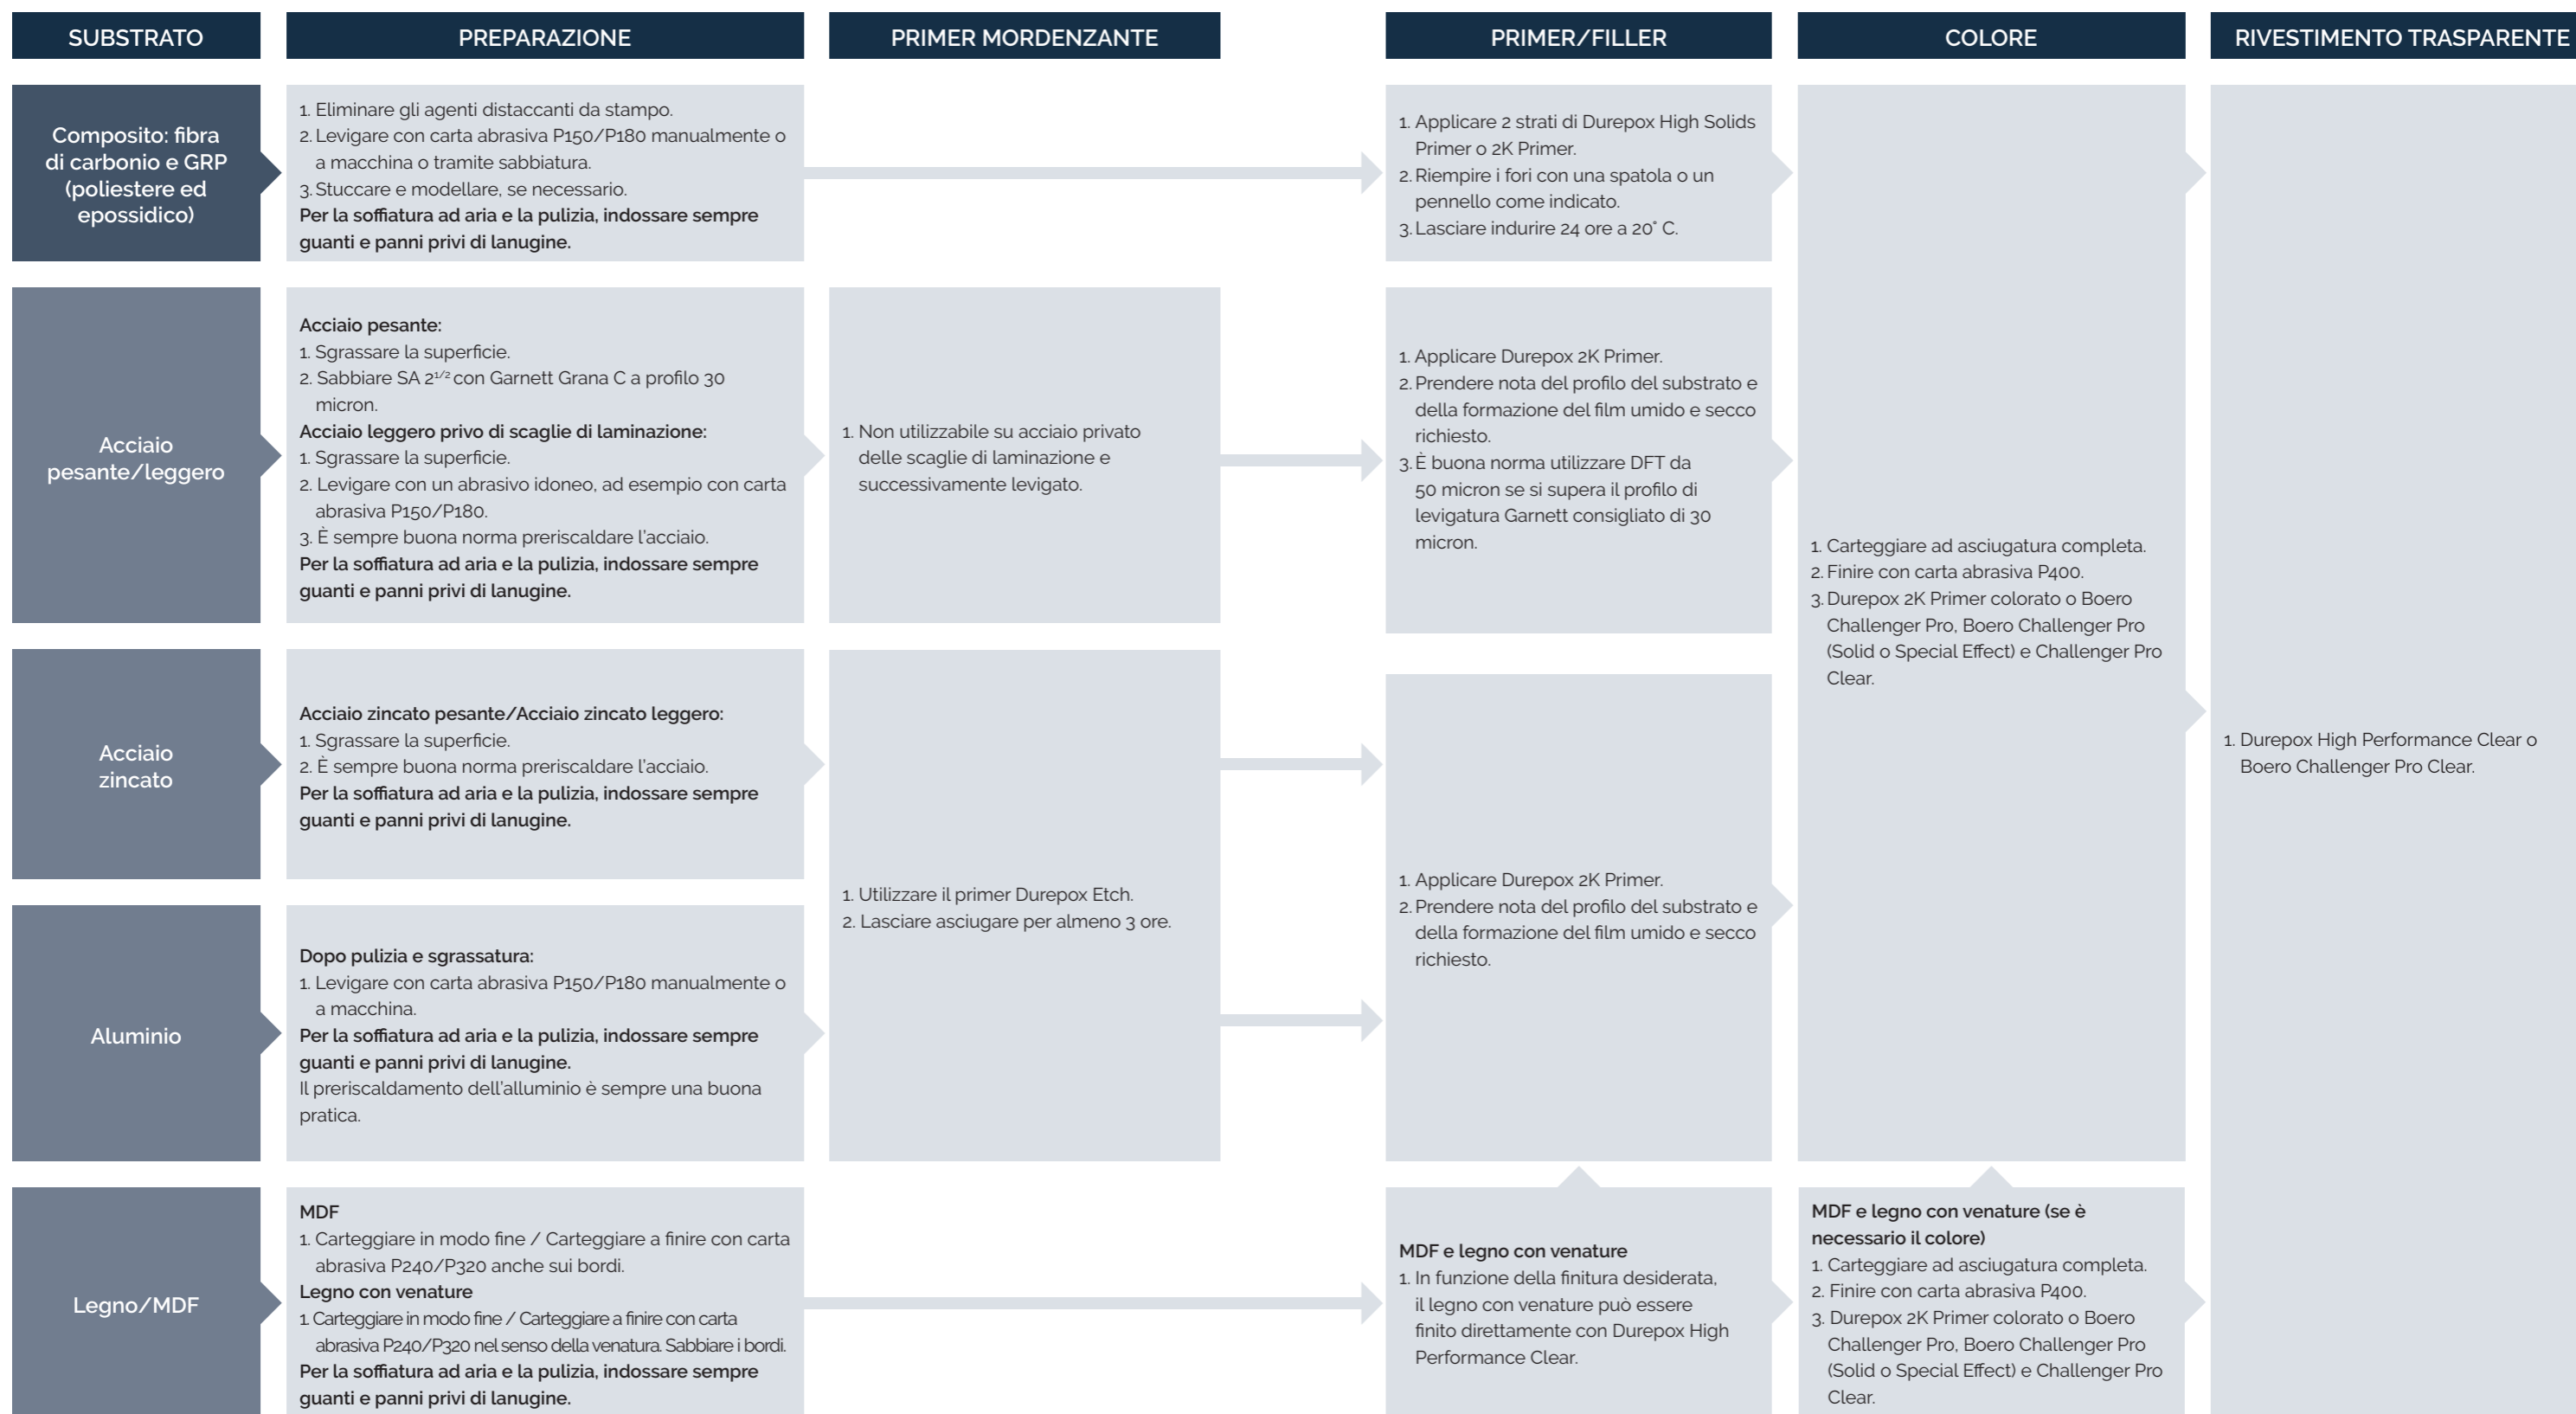 SUBSTRATO
PREPARAZIONE
PRIMER MORDENZANTE
PRIMER/FILLER
COLORE
RIVESTIMENTO TRASPARENTE
Composito: fibra
di carbonio e GRP
(poliestere ed
epossidico)
1. Eliminare gli agenti distaccanti da stampo.
2. Levigare con carta abrasiva P150/P180 manualmente o
a macchina o tramite sabbiatura.
3. Stuccare e modellare, se necessario.
Per la soffiatura ad aria e la pulizia, indossare sempre
guanti e panni privi di lanugine.
1. Applicare 2 strati di Durepox High Solids
Primer o 2K Primer.
2. Riempire i fori con una spatola o un
pennello come indicato.
3. Lasciare indurire 24 ore a 20° C.
Acciaio
pesante/leggero
Acciaio pesante:
1. Sgrassare la superficie.
2. Sabbiare SA 2 1/2 con Garnett Grana C a profilo 30
micron.
Acciaio leggero privo di scaglie di laminazione:
1. Sgrassare la superficie.
2. Levigare con un abrasivo idoneo, ad esempio con carta
abrasiva P150/P180.
3. È sempre buona norma preriscaldare l'acciaio.
Per la soffiatura ad aria e la pulizia, indossare sempre
guanti e panni privi di lanugine.
1. Non utilizzabile su acciaio privato
delle scaglie di laminazione e
successivamente levigato.
1. Applicare Durepox 2K Primer.
2. Prendere nota del profilo del substrato e
della formazione del film umido e secco
richiesto.
3. È buona norma utilizzare DFT da
50 micron se si supera il profilo di
levigatura Garnett consigliato di 30
micron.
1. Carteggiare ad asciugatura completa.
2. Finire con carta abrasiva P400.
3. Durepox 2K Primer colorato o Boero
Challenger Pro, Boero Challenger Pro
(Solid o Special Effect) e Challenger Pro
Clear.
1. Durepox High Performance Clear o
Boero Challenger Pro Clear.
Acciaio
zincato
Acciaio zincato pesante/Acciaio zincato leggero:
1. Sgrassare la superficie.
2. È sempre buona norma preriscaldare l'acciaio.
Per la soffiatura ad aria e la pulizia, indossare sempre
guanti e panni privi di lanugine.
1. Utilizzare il primer Durepox Etch.
2. Lasciare asciugare per almeno 3 ore.
1. Applicare Durepox 2K Primer.
2. Prendere nota del profilo del substrato e
della formazione del film umido e secco
richiesto.
Aluminio
Dopo pulizia e sgrassatura:
1. Levigare con carta abrasiva P150/P180 manualmente o
a macchina.
Per la soffiatura ad aria e la pulizia, indossare sempre
guanti e panni privi di lanugine.
Il preriscaldamento dell'alluminio è sempre una buona
pratica.
Legno/MDF
MDF
1. Carteggiare in modo fine / Carteggiare a finire con carta
abrasiva P240/P320 anche sui bordi.
Legno con venature
1. Carteggiare in modo fine / Carteggiare a finire con carta
abrasiva P240/P320 nel senso della venatura. Sabbiare i bordi.
Per la soffiatura ad aria e la pulizia, indossare sempre
guanti e panni privi di lanugine.
MDF e legno con venature
1. In funzione della finitura desiderata,
il legno con venature può essere
finito direttamente con Durepox High
Performance Clear.
MDF e legno con venature (se è
necessario il colore)
1. Carteggiare ad asciugatura completa.
2. Finire con carta abrasiva P400.
3. Durepox 2K Primer colorato o Boero
Challenger Pro, Boero Challenger Pro
(Solid o Special Effect) e Challenger Pro
Clear.